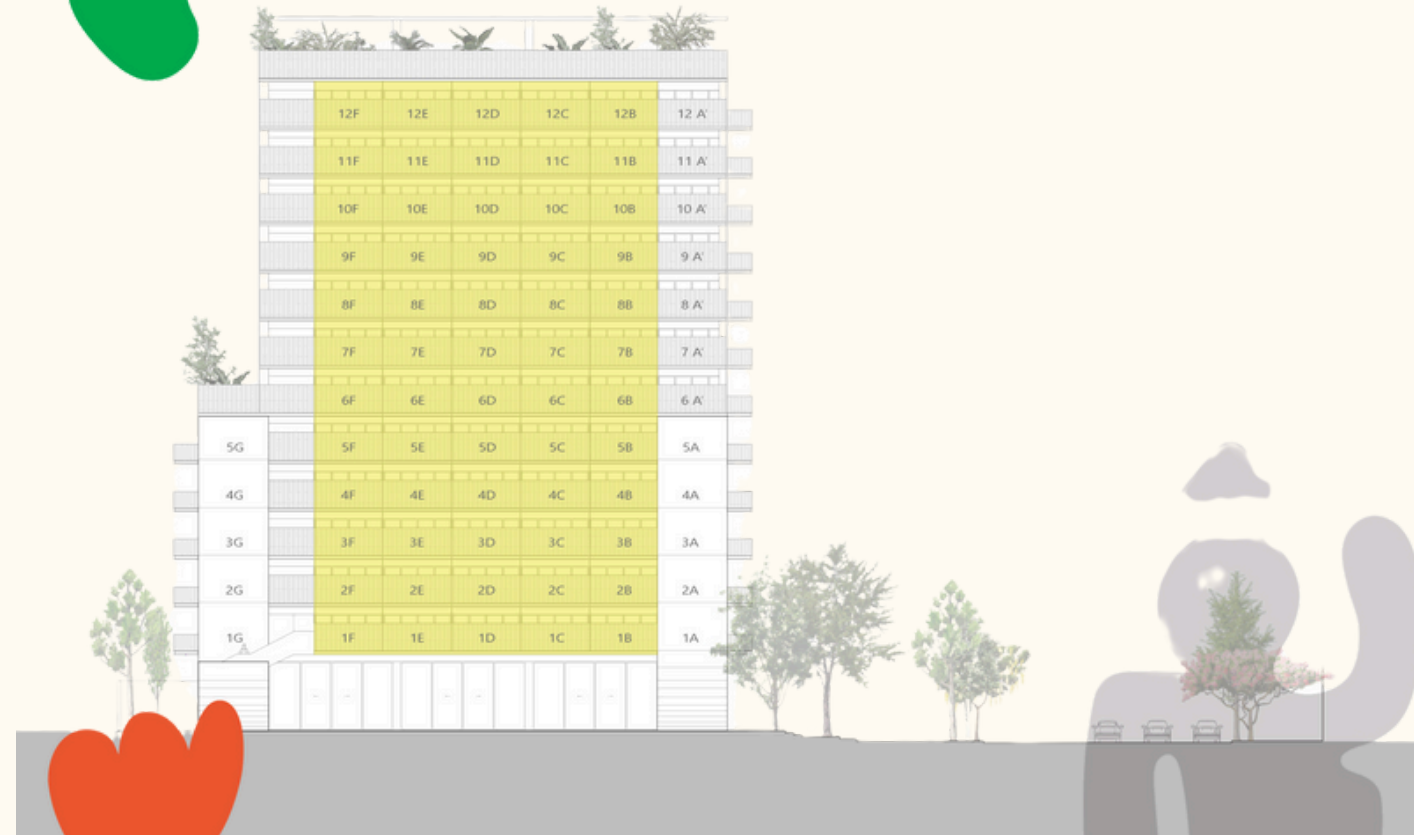 12F 12E 12D 12C 12B 12 A'
11F 11E 11D 11C 11B 11 A'
10F 10E 10D 10C 10B 10 A'
9F 9E 9D 9C 9B 9 A'
8F 8E 8D 8C 8B 8 A'
7F 7E 7D 7C 7B 7 A'
6F 6E 6D 6C 6B 6 A'
5G 5F 5E 5D 5C 5B 5A
4G 4F 4E 4D 4C 4B 4A
3G 3F 3E 3D 3C 3B 3A
2G 2F 2E 2D 2C 2B 2A
1G 1F 1E 1D 1C 1B 1A